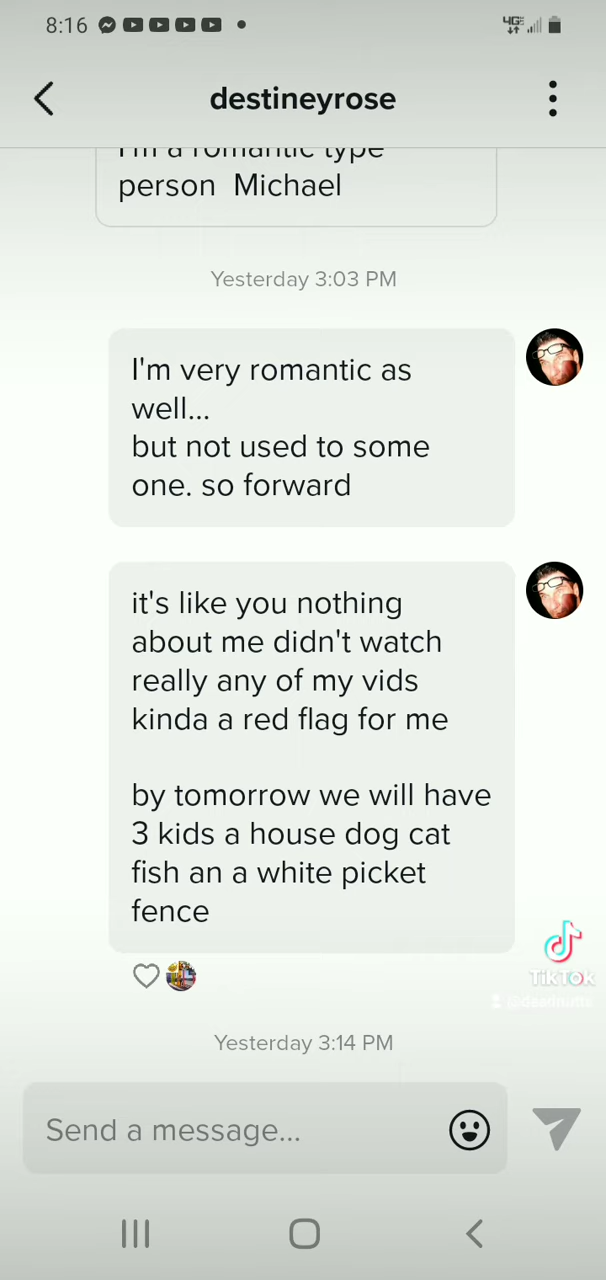 8:16
4GE
destineyrose
I'm a romantic type
person Michael
Yesterday 3:03 PM
I'm very romantic as
well...
but not used to some
one. so forward
it's like you nothing
about me didn't watch
really any of my vids
kinda a red flag for me
by tomorrow we will have
3 kids a house dog cat
fish an a white picket
fence
TikTok
Yesterday 3:14 PM
Send a message...